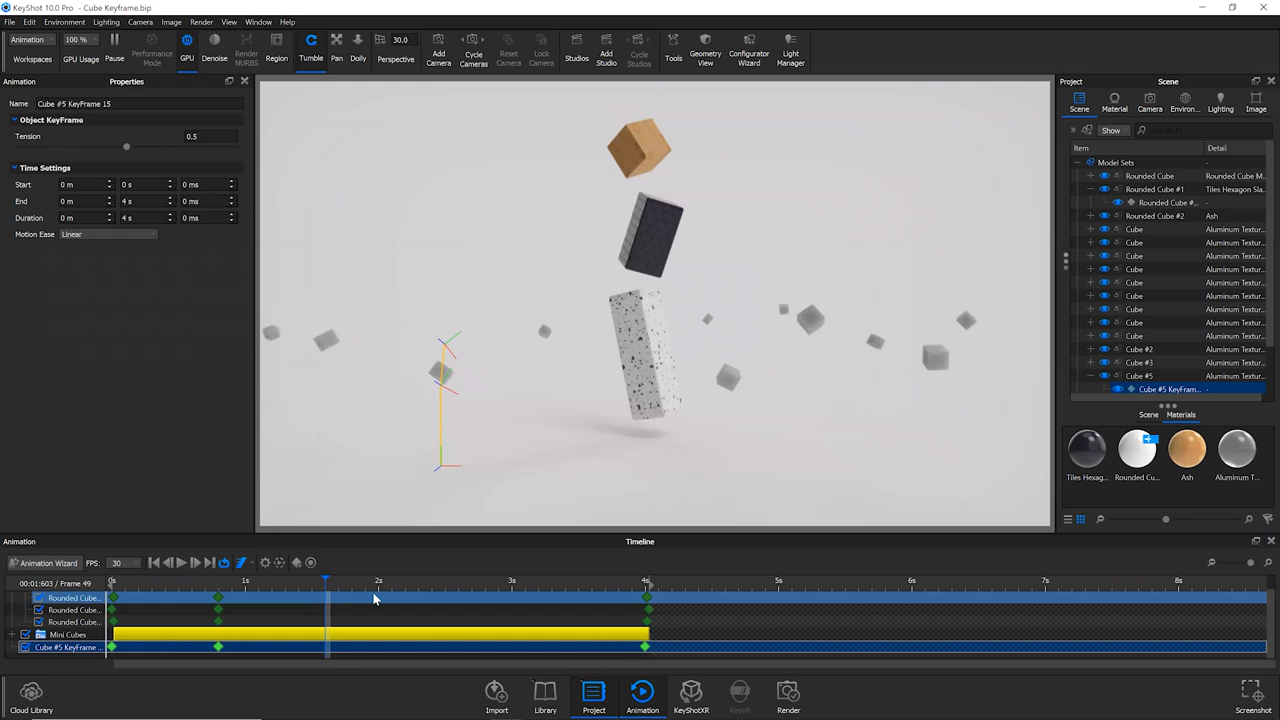 KeyShot 10.0 Pro - Cube Keyframe.bip
File Edit Environment Lighting Camera Image Render View Window Help
Animation 100 % 30.0
Workspaces GPU Usage Pause Performance Mode GPU Denoise Render NURBS Region Tumble Pan Dolly Perspective Add Camera Cycle Cameras Reset Camera Lock Camera Studios Add Studio Cycle Studios Tools Geometry View Configurator Wizard Light Manager
Animation Properties
Name Cube #5 KeyFrame 15
Object KeyFrame
Tension 0.5
Time Settings
Start 0 m 0 s 0 ms
End 0 m 4 s 0 ms
Duration 0 m 4 s 0 ms
Motion Ease Linear
Project Scene
Scene Material Camera Environ... Lighting Image
Show
Item Detail
Model Sets -
Rounded Cube Rounded Cube M...
Rounded Cube #1 Tiles Hexagon Sla...
Rounded Cube #... -
Rounded Cube #2 Ash
Cube Aluminum Textur...
Cube Aluminum Textur...
Cube Aluminum Textur...
Cube Aluminum Textur...
Cube Aluminum Textur...
Cube Aluminum Textur...
Cube Aluminum Textur...
Cube Aluminum Textur...
Cube Aluminum Textur...
Cube #2 Aluminum Textur...
Cube #3 Aluminum Textur...
Cube #5 Aluminum Textur...
Cube #5 KeyFram... -
Scene Materials
Tiles Hexag... Rounded Cu... Ash Aluminum T...
Animation Timeline
Animation Wizard FPS: 30
00:01:603 / Frame 49 0s 1s 2s 3s 4s 5s 6s 7s 8s
Rounded Cube...
Rounded Cube...
Rounded Cube...
Mini Cubes
Cube #5 KeyFrame ...
Cloud Library Import Library Project Animation KeyShotXR KeyVR Render Screenshot